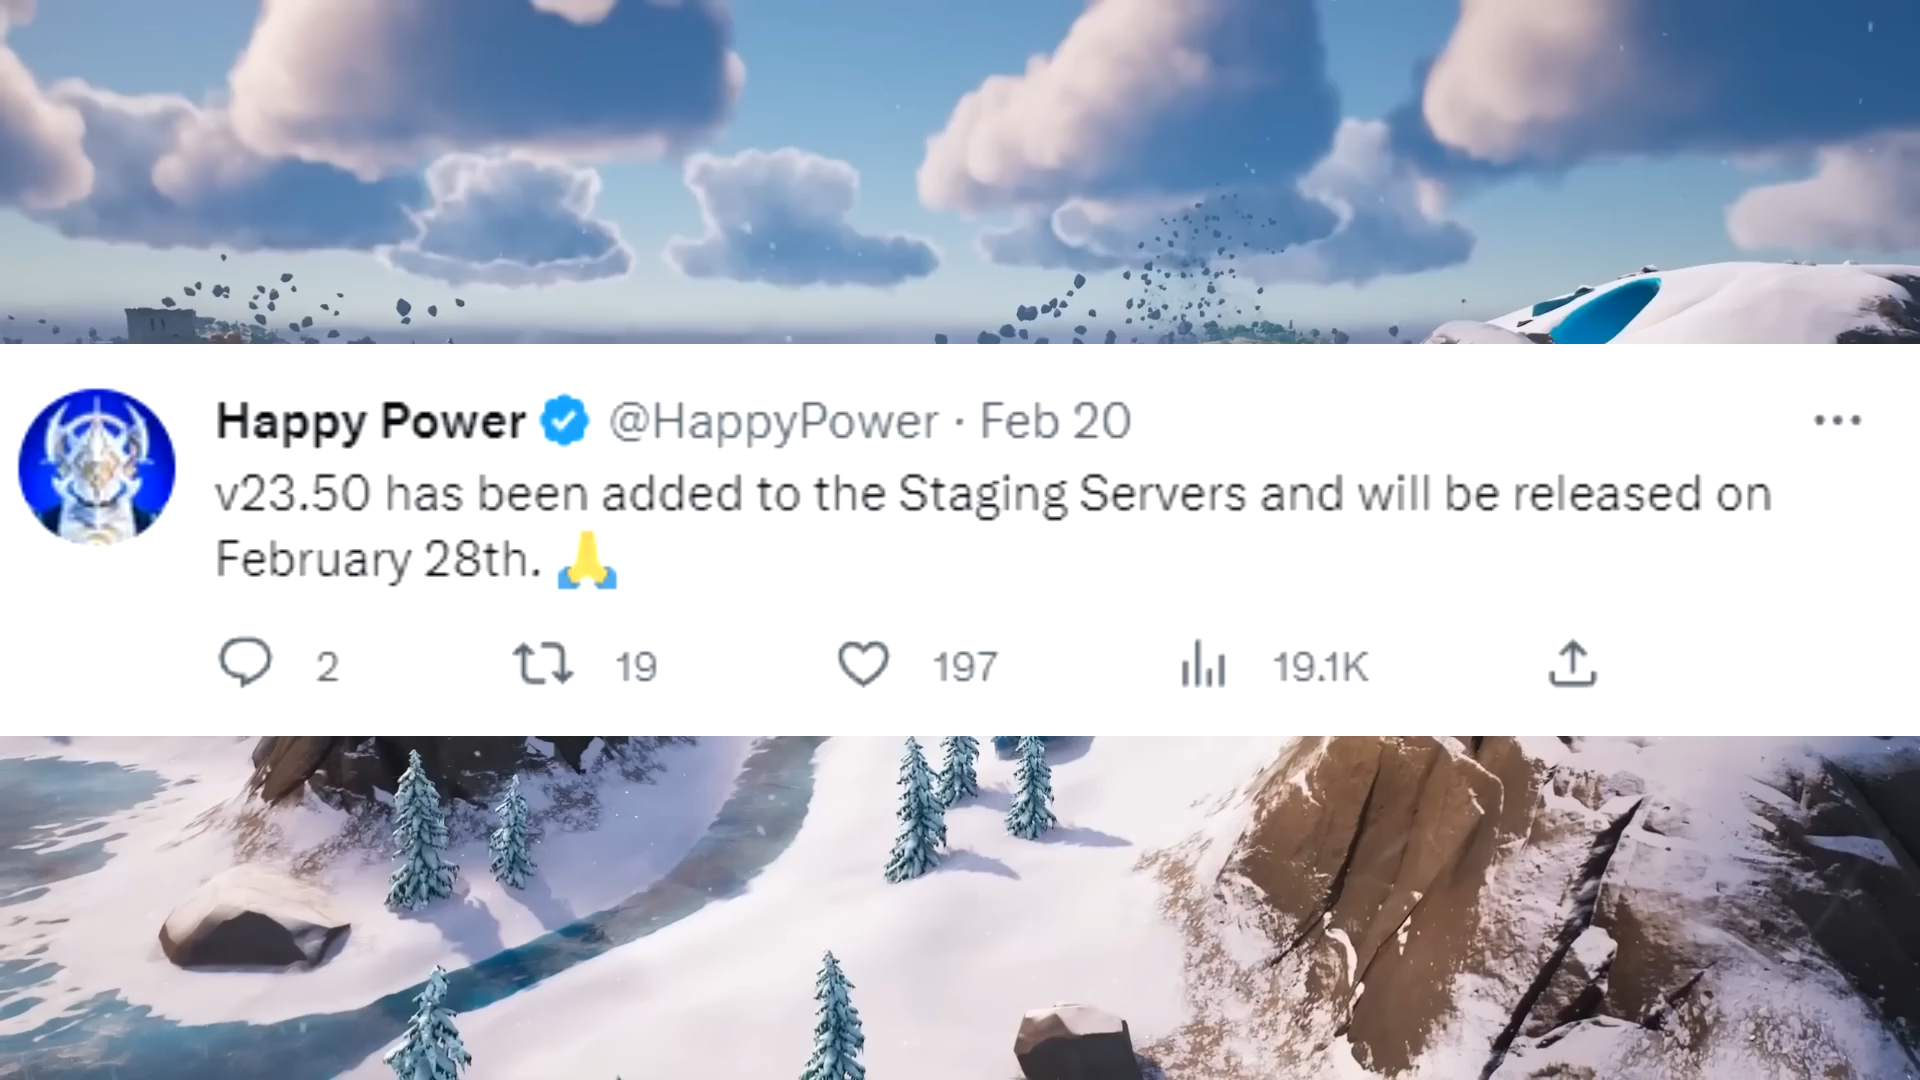 Happy Power @HappyPower · Feb 20
v23.50 has been added to the Staging Servers and will be released on
February 28th. 🙏
2 19 197 19.1K